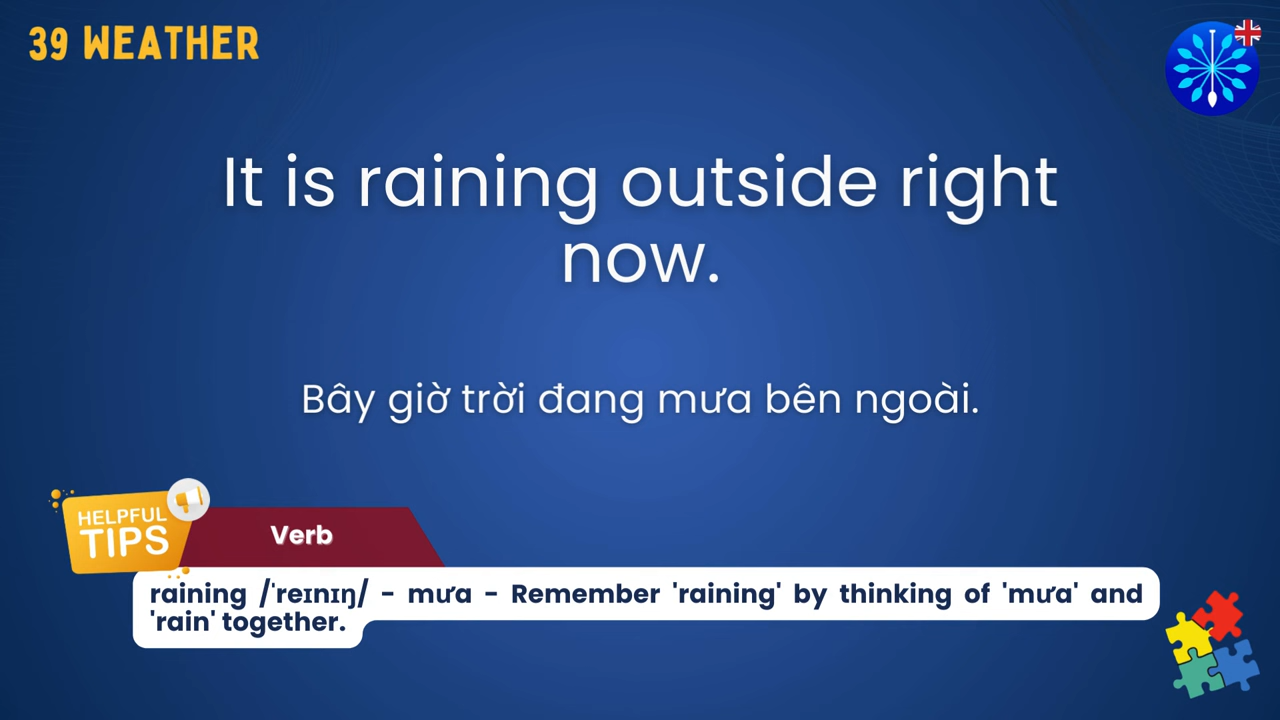 39 WEATHER
It is raining outside right
now.
Bây giờ trời đang mưa bên ngoài.
HELPFUL
TIPS
Verb
raining /ˈreɪnɪŋ/ - mưa - Remember 'raining' by thinking of 'mưa' and
'rain' together.